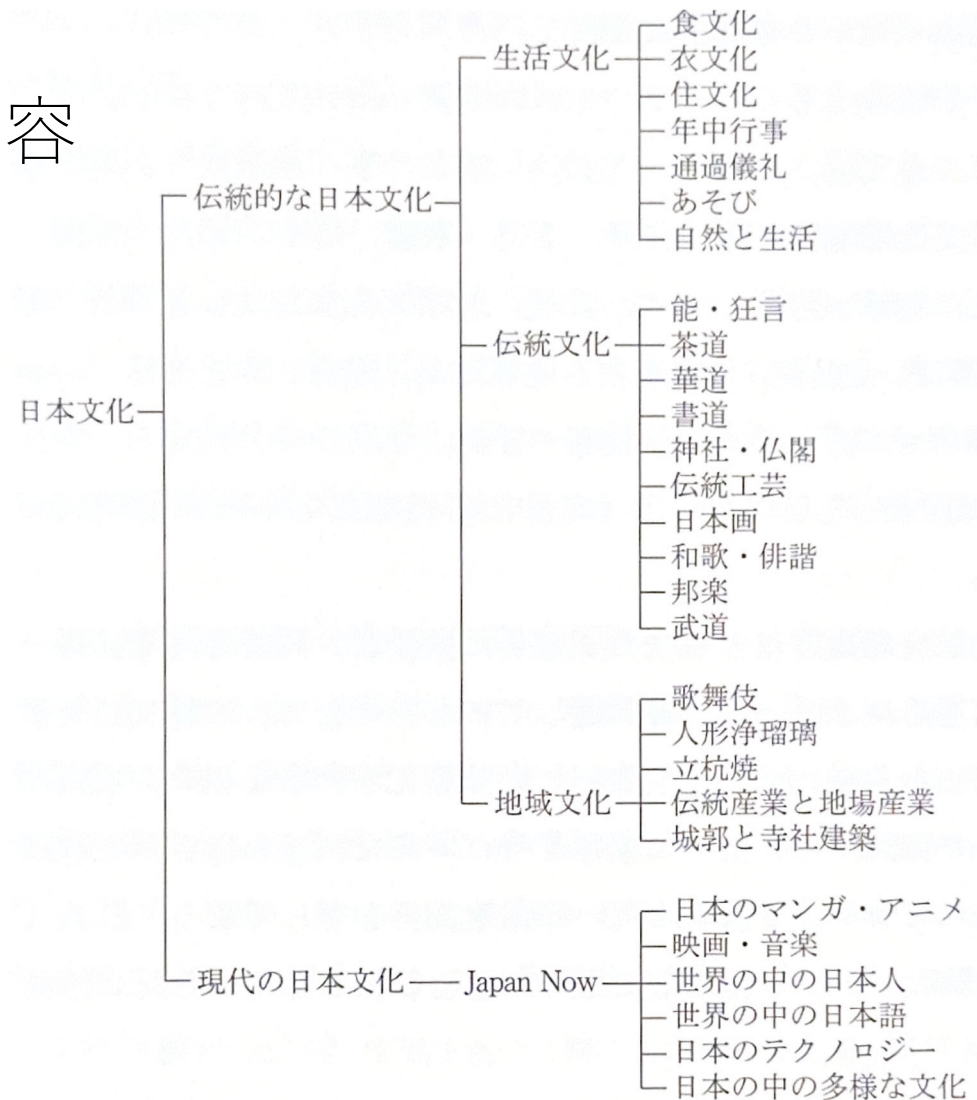 容
日本文化
伝統的な日本文化
生活文化
食文化
衣文化
住文化
年中行事
通過儀礼
あそび
自然と生活
伝統文化
能・狂言
茶道
華道
書道
神社・仏閣
伝統工芸
日本画
和歌・俳諧
邦楽
武道
地域文化
歌舞伎
人形浄瑠璃
立杭焼
伝統産業と地場産業
城郭と寺社建築
現代の日本文化
Japan Now
日本のマンガ・アニメ
映画・音楽
世界の中の日本人
世界の中の日本語
日本のテクノロジー
日本の中の多様な文化